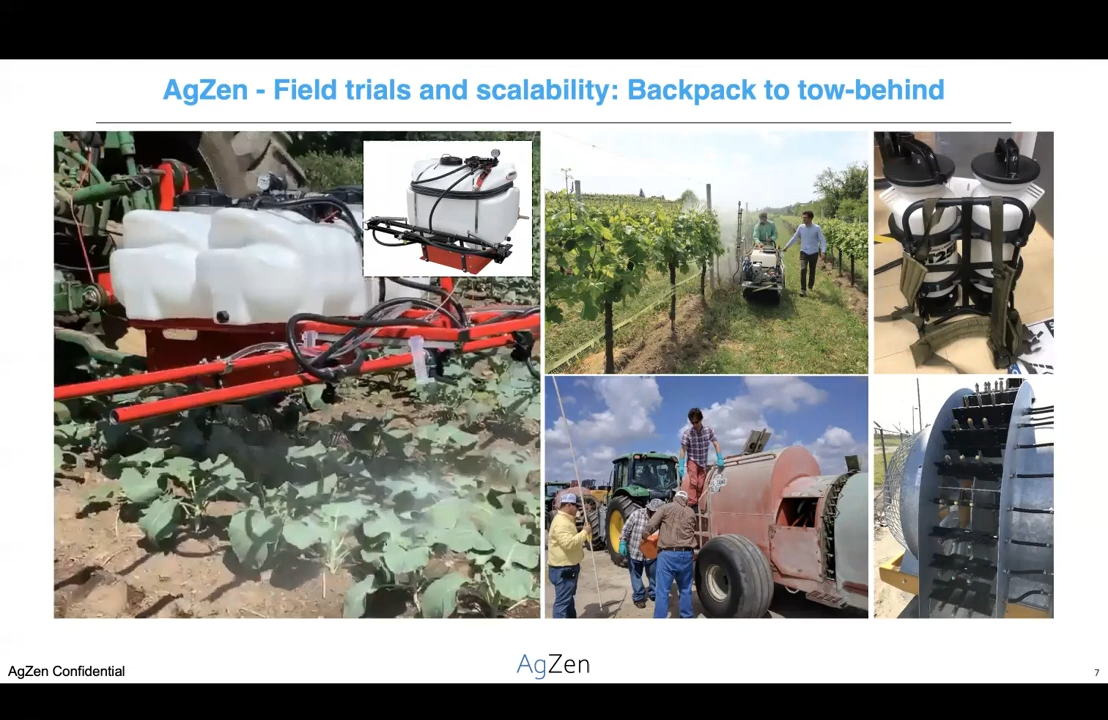 AgZen - Field trials and scalability: Backpack to tow-behind
AgZen Confidential
AgZen
7